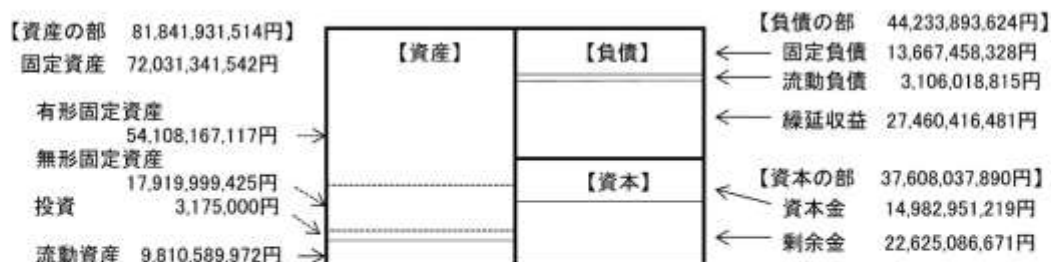 【資産の部 81,841,931,514円】
固定資産 72,031,341,542円
有形固定資産
54,108,167,117円
無形固定資産
17,919,999,425円
投資 3,175,000円
流動資産 9,810,589,972円
【資産】
【負債】
【資本】
【負債の部 44,233,893,624円】
固定負債 13,667,458,328円
流動負債 3,106,018,815円
繰延収益 27,460,416,481円
【資本の部 37,608,037,890円】
資本金 14,982,951,219円
剰余金 22,625,086,671円